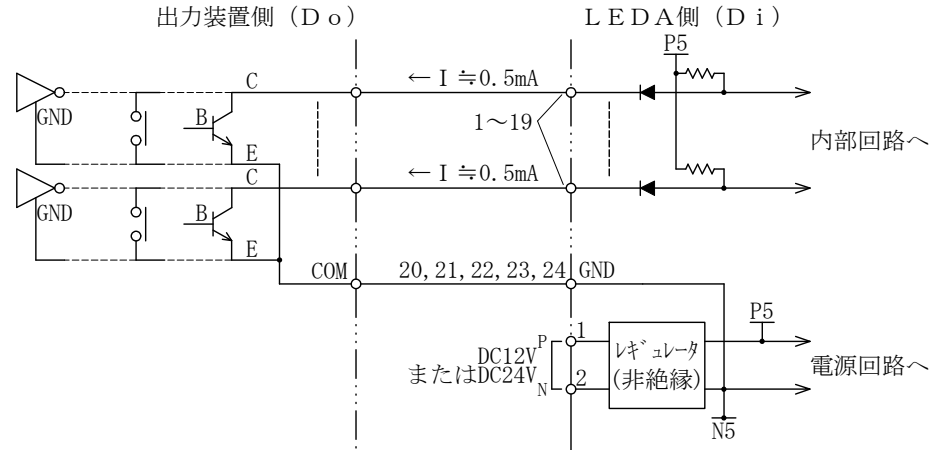 出力装置側（Ｄｏ）
ＬＥＤＡ側（Ｄｉ）
P5
C
← I ≒0.5mA
GND
B
1～19
内部回路へ
E
C
← I ≒0.5mA
GND
B
E
COM
20,21,22,23,24
GND
P5
P
1
DC12V
またはDC24V
N
2
ﾚｷﾞｭﾚｰﾀ
(非絶縁)
電源回路へ
N5